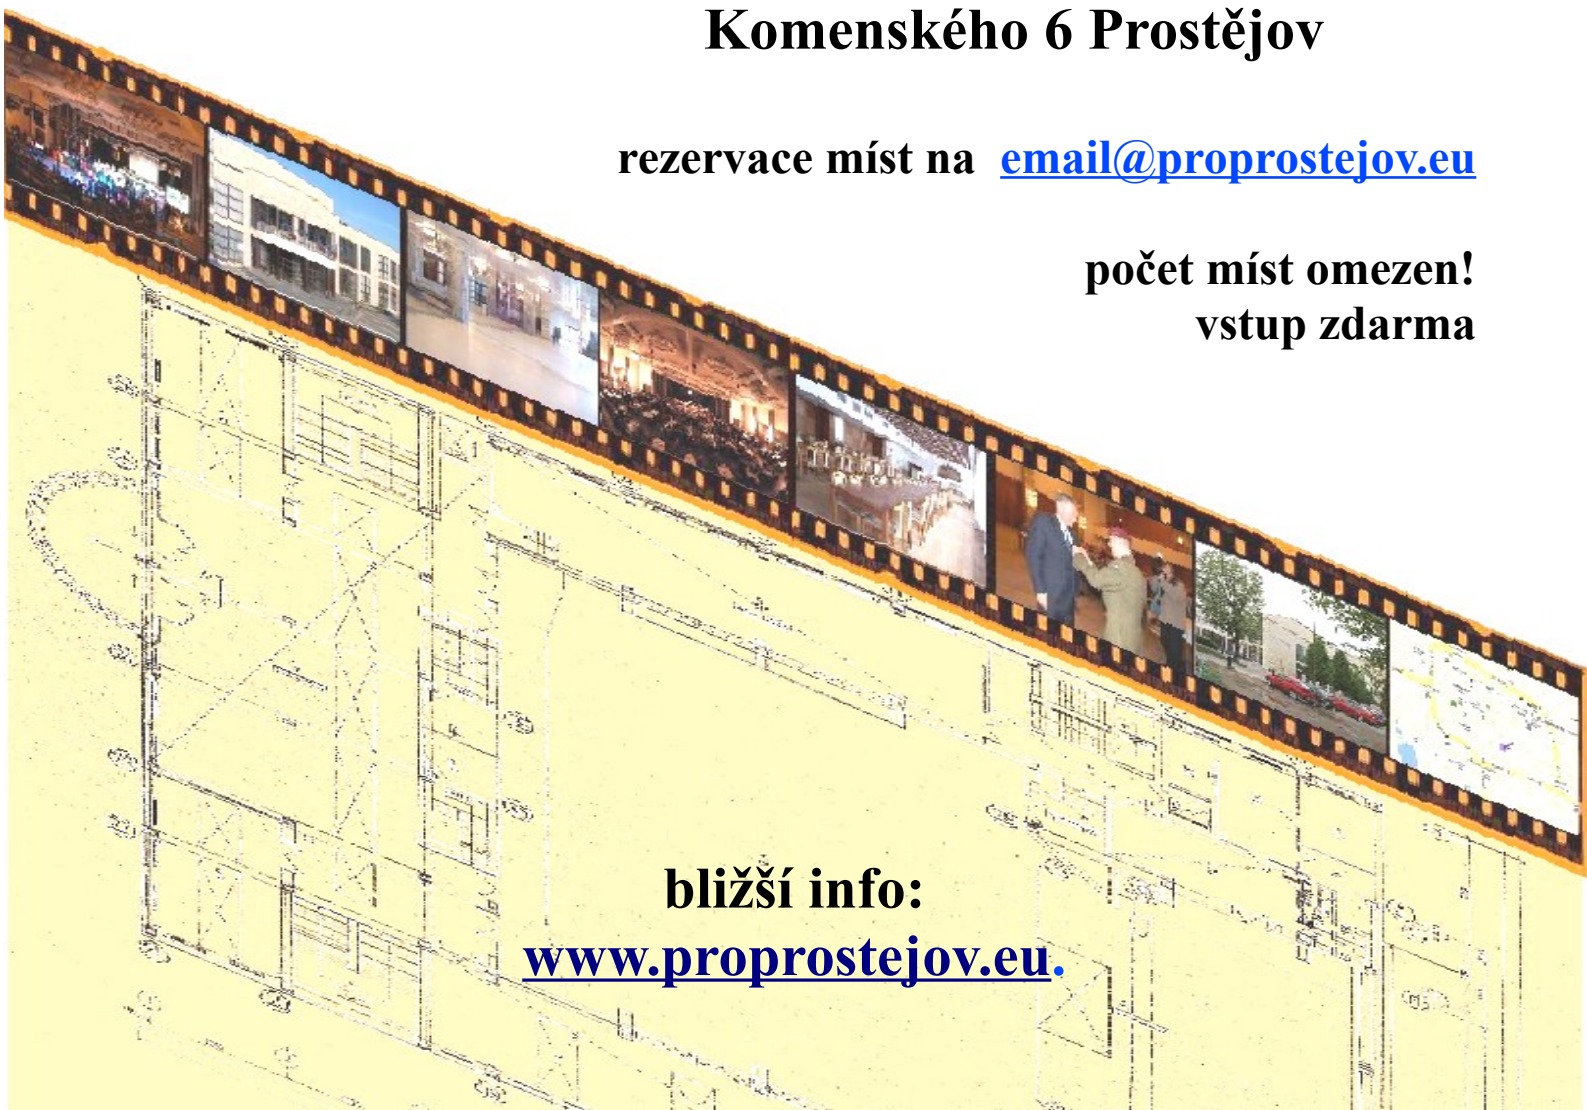 Komenského 6 Prostějov
rezervace míst na email@proprostejov.eu
počet míst omezen!
vstup zdarma
bližší info:
www.proprostejov.eu.